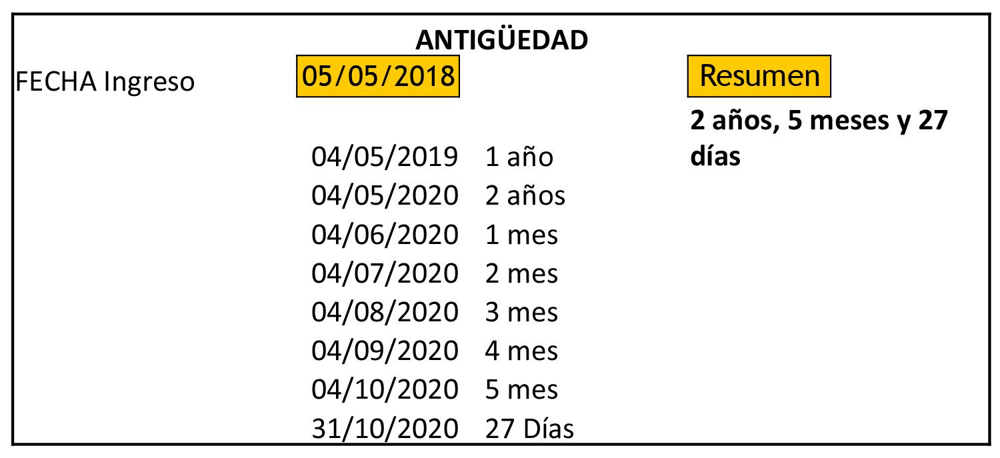 ANTIGÜEDAD
FECHA Ingreso 05/05/2018 Resumen
2 años, 5 meses y 27
días
04/05/2019 1 año
04/05/2020 2 años
04/06/2020 1 mes
04/07/2020 2 mes
04/08/2020 3 mes
04/09/2020 4 mes
04/10/2020 5 mes
31/10/2020 27 Días